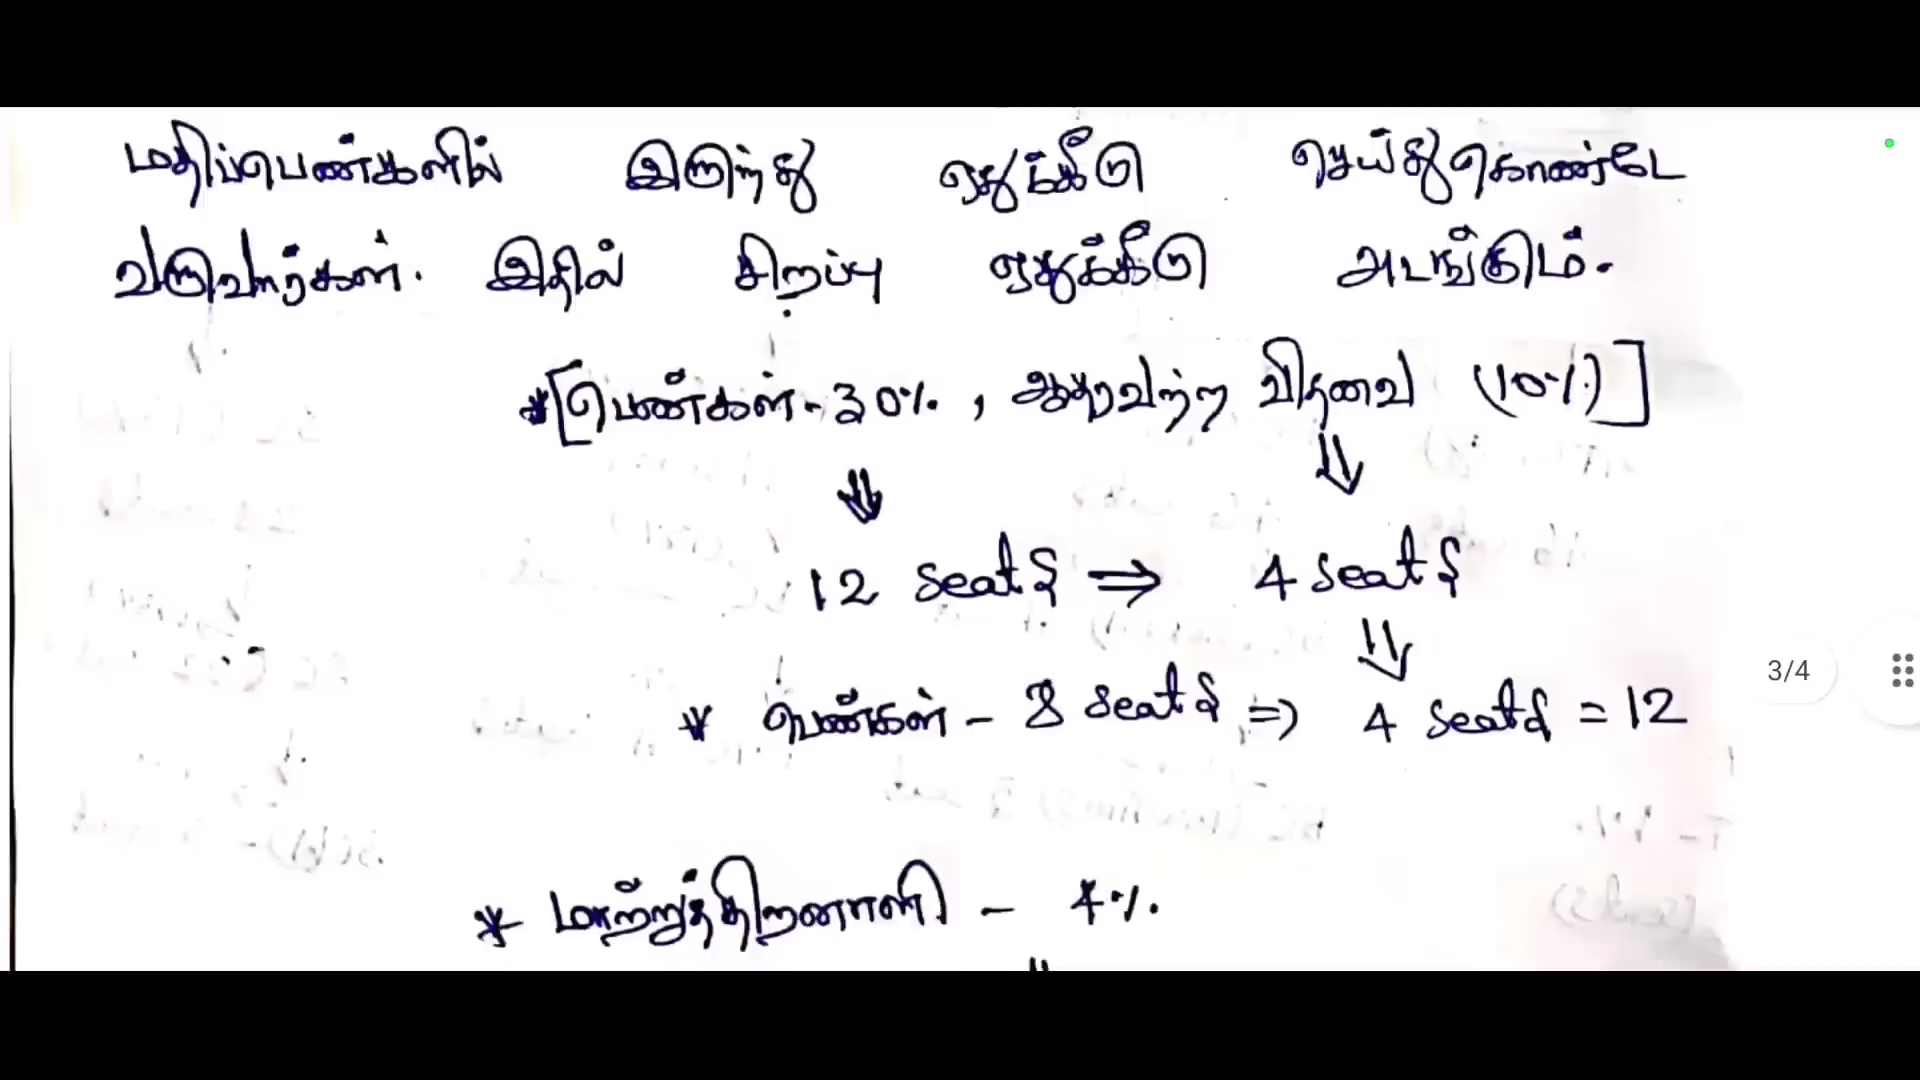 மதிப்பெண்களில் இருந்து ஒதுக்கீடு செய்துகொண்டே
வருவார்கள். இதில் சிறப்பு ஒதுக்கீடு அடங்கும்.
*[பெண்கள் - 30%, ஆதரவற்ற விதவை (10%)]
⇓ ⇓
12 seats ⇒ 4 seats
⇓
* பெண்கள் - 8 seats ⇒ 4 seats = 12
3/4
* மாற்றுத்திறனாளி - 4%.